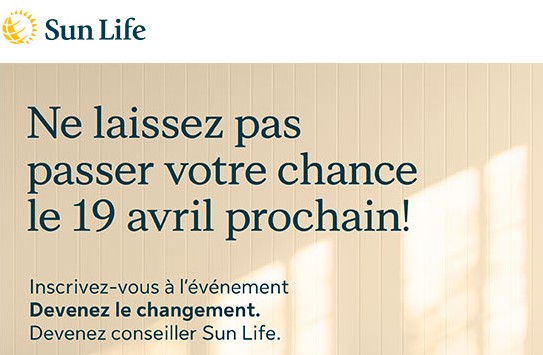 Sun Life
Ne laissez pas
passer votre chance
le 19 avril prochain!
Inscrivez-vous à l'événement
Devenez le changement.
Devenez conseiller Sun Life.